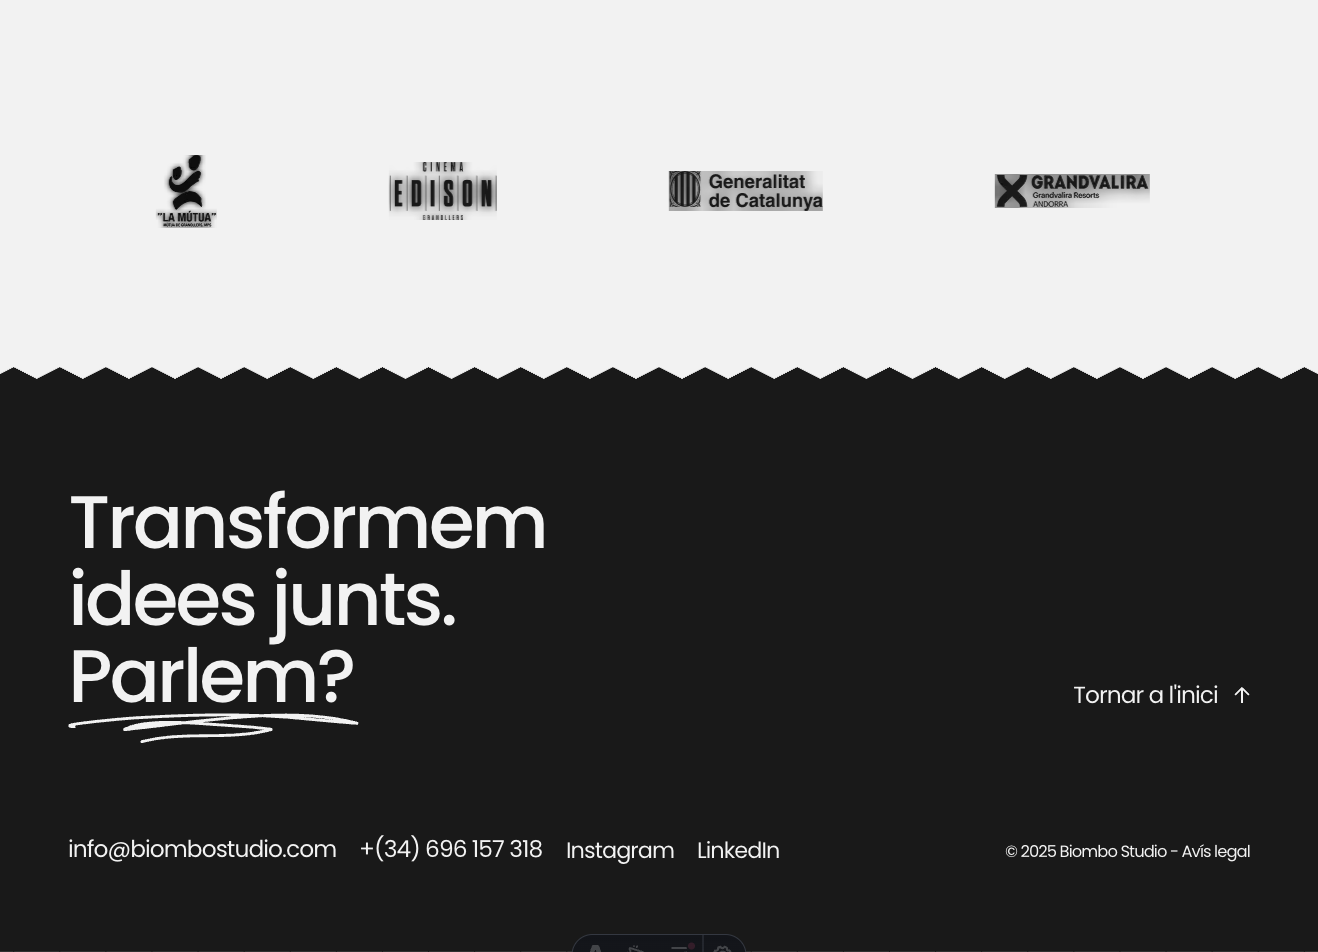 "LA MÚTUA"
MÚTUA DE GRANOLLERS, MPS
CINEMA
EDISON
GRANOLLERS
Generalitat
de Catalunya
GRANDVALIRA
Grandvalira Resorts
ANDORRA
Transformem
idees junts.
Parlem?
Tornar a l'inici ↑
info@biombostudio.com +(34) 696 157 318 Instagram LinkedIn
© 2025 Biombo Studio - Avís legal